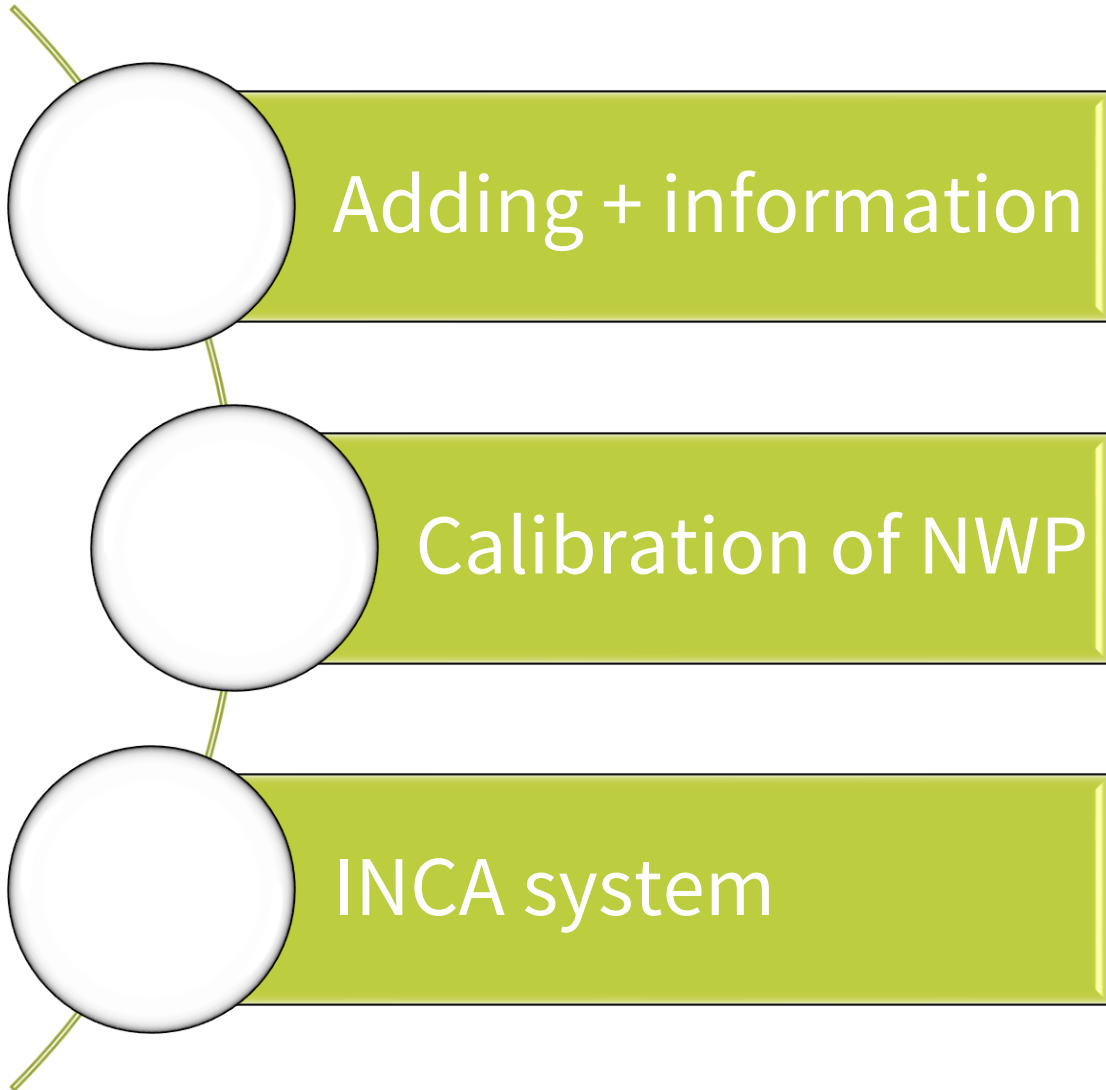 Adding + information
Calibration of NWP
INCA system